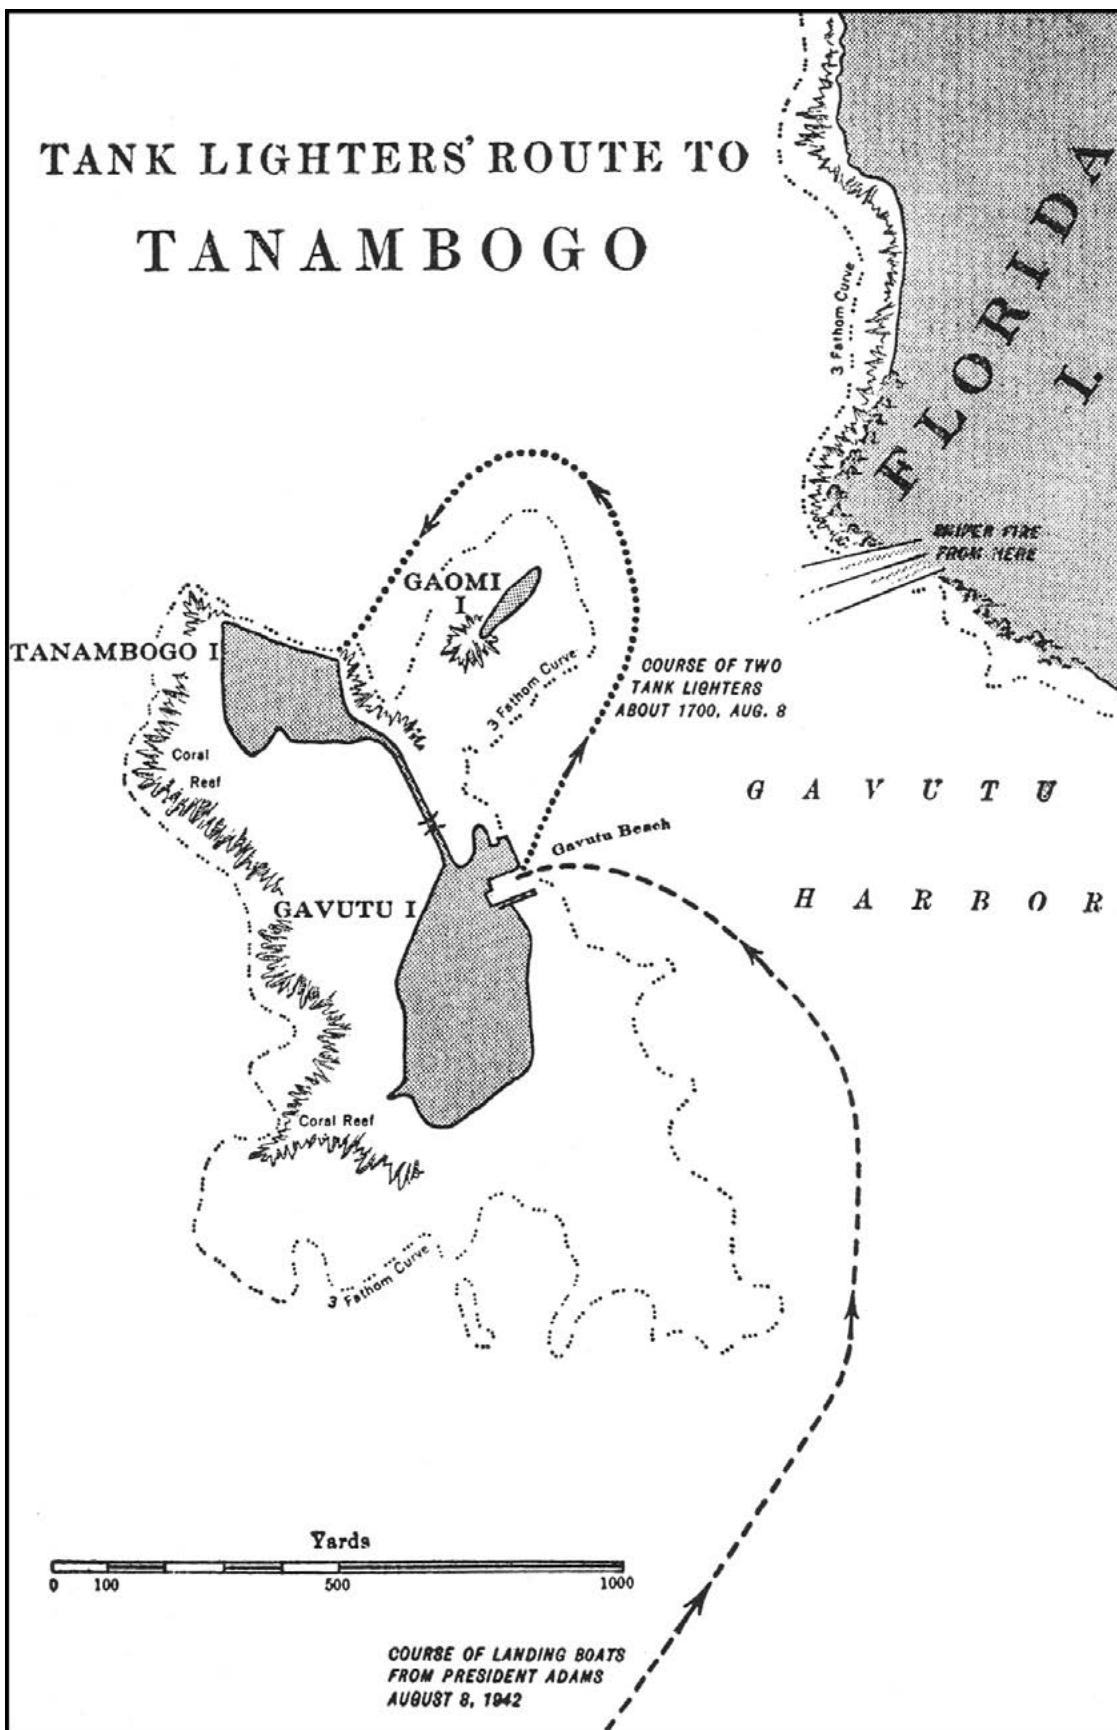 TANK LIGHTERS' ROUTE TO
TANAMBOGO
FLORIDA
I.
3 Fathom Curve
SNIPER FIRE
FROM HERE
GAOMI
I
TANAMBOGO I
COURSE OF TWO
TANK LIGHTERS
ABOUT 1700, AUG. 8
3 Fathom Curve
Coral
Reef
GAVUTU
HARBOR
Gavutu Beach
GAVUTU I
Coral Reef
3 Fathom Curve
Yards
0 100 500 1000
COURSE OF LANDING BOATS
FROM PRESIDENT ADAMS
AUGUST 8, 1942